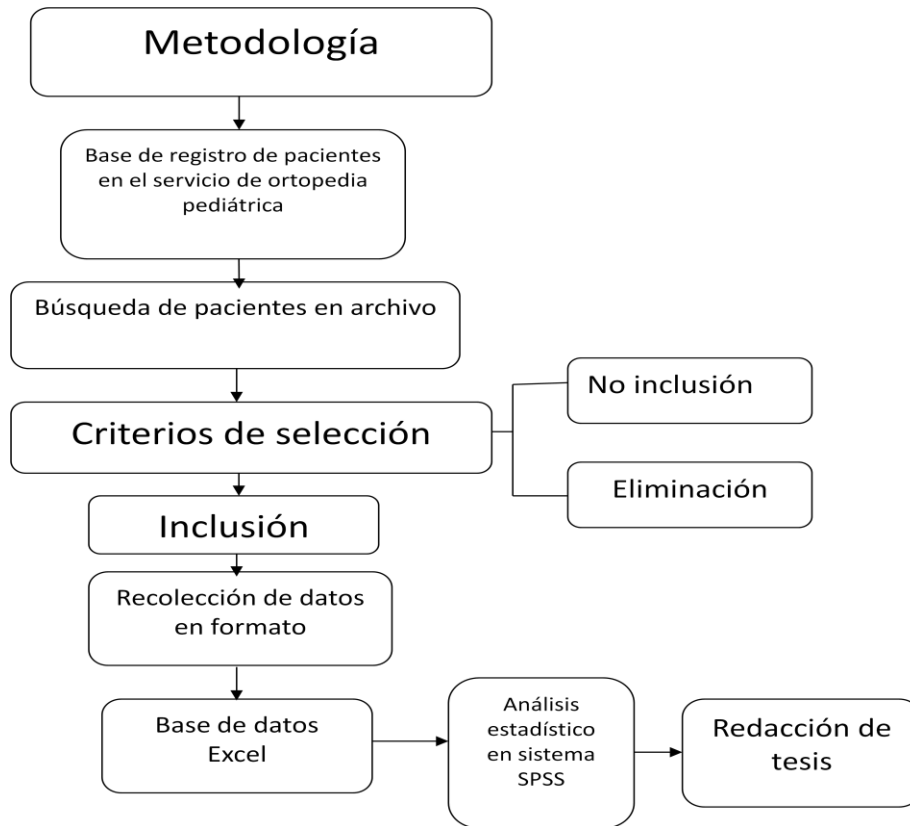 Metodología
Base de registro de pacientes
en el servicio de ortopedia
pediátrica
Búsqueda de pacientes en archivo
Criterios de selección
No inclusión
Eliminación
Inclusión
Recolección de datos
en formato
Base de datos
Excel
Análisis
estadístico
en sistema
SPSS
Redacción de
tesis